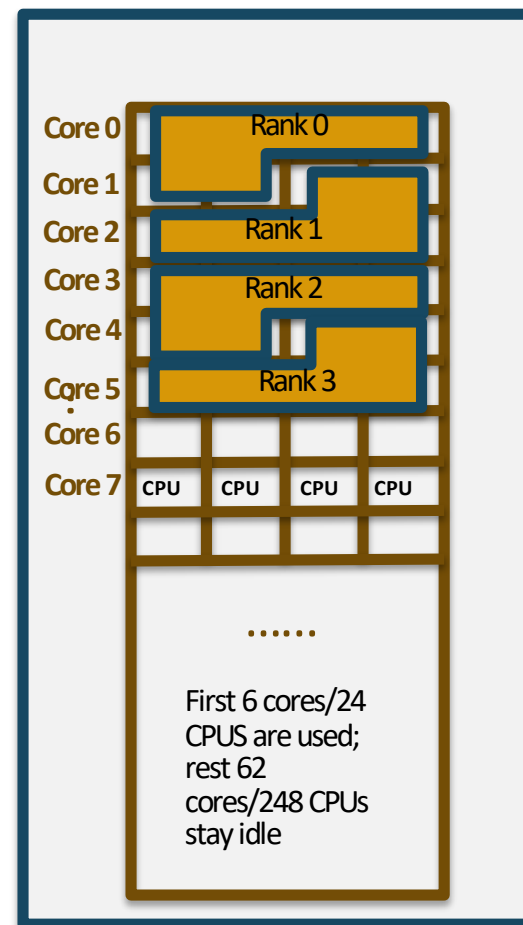 Core 0
Rank 0
Core 1
Core 2
Rank 1
Core 3
Rank 2
Core 4
Core 5
Rank 3
:
Core 6
Core 7
CPU CPU CPU CPU
......
First 6 cores/24
CPUS are used;
rest 62
cores/248 CPUs
stay idle